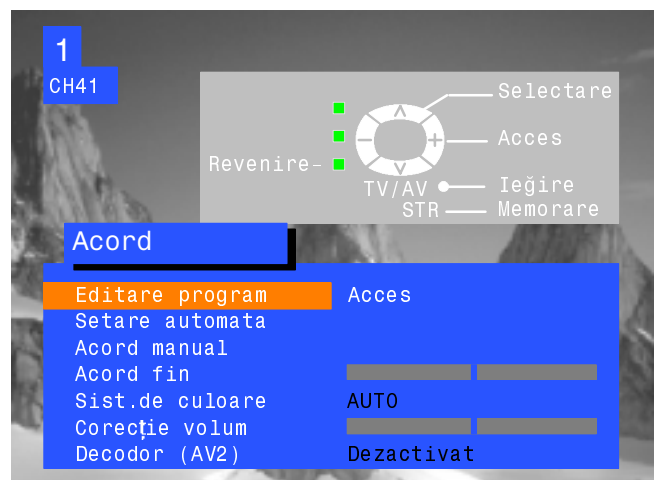 1
CH41
Selectare
Acces
Revenire-
TV/AV Ieğire
STR Memorare
Acord
Editare program Acces
Setare automata
Acord manual
Acord fin
Sist.de culoare AUTO
Corecţie volum
Decodor (AV2) Dezactivat